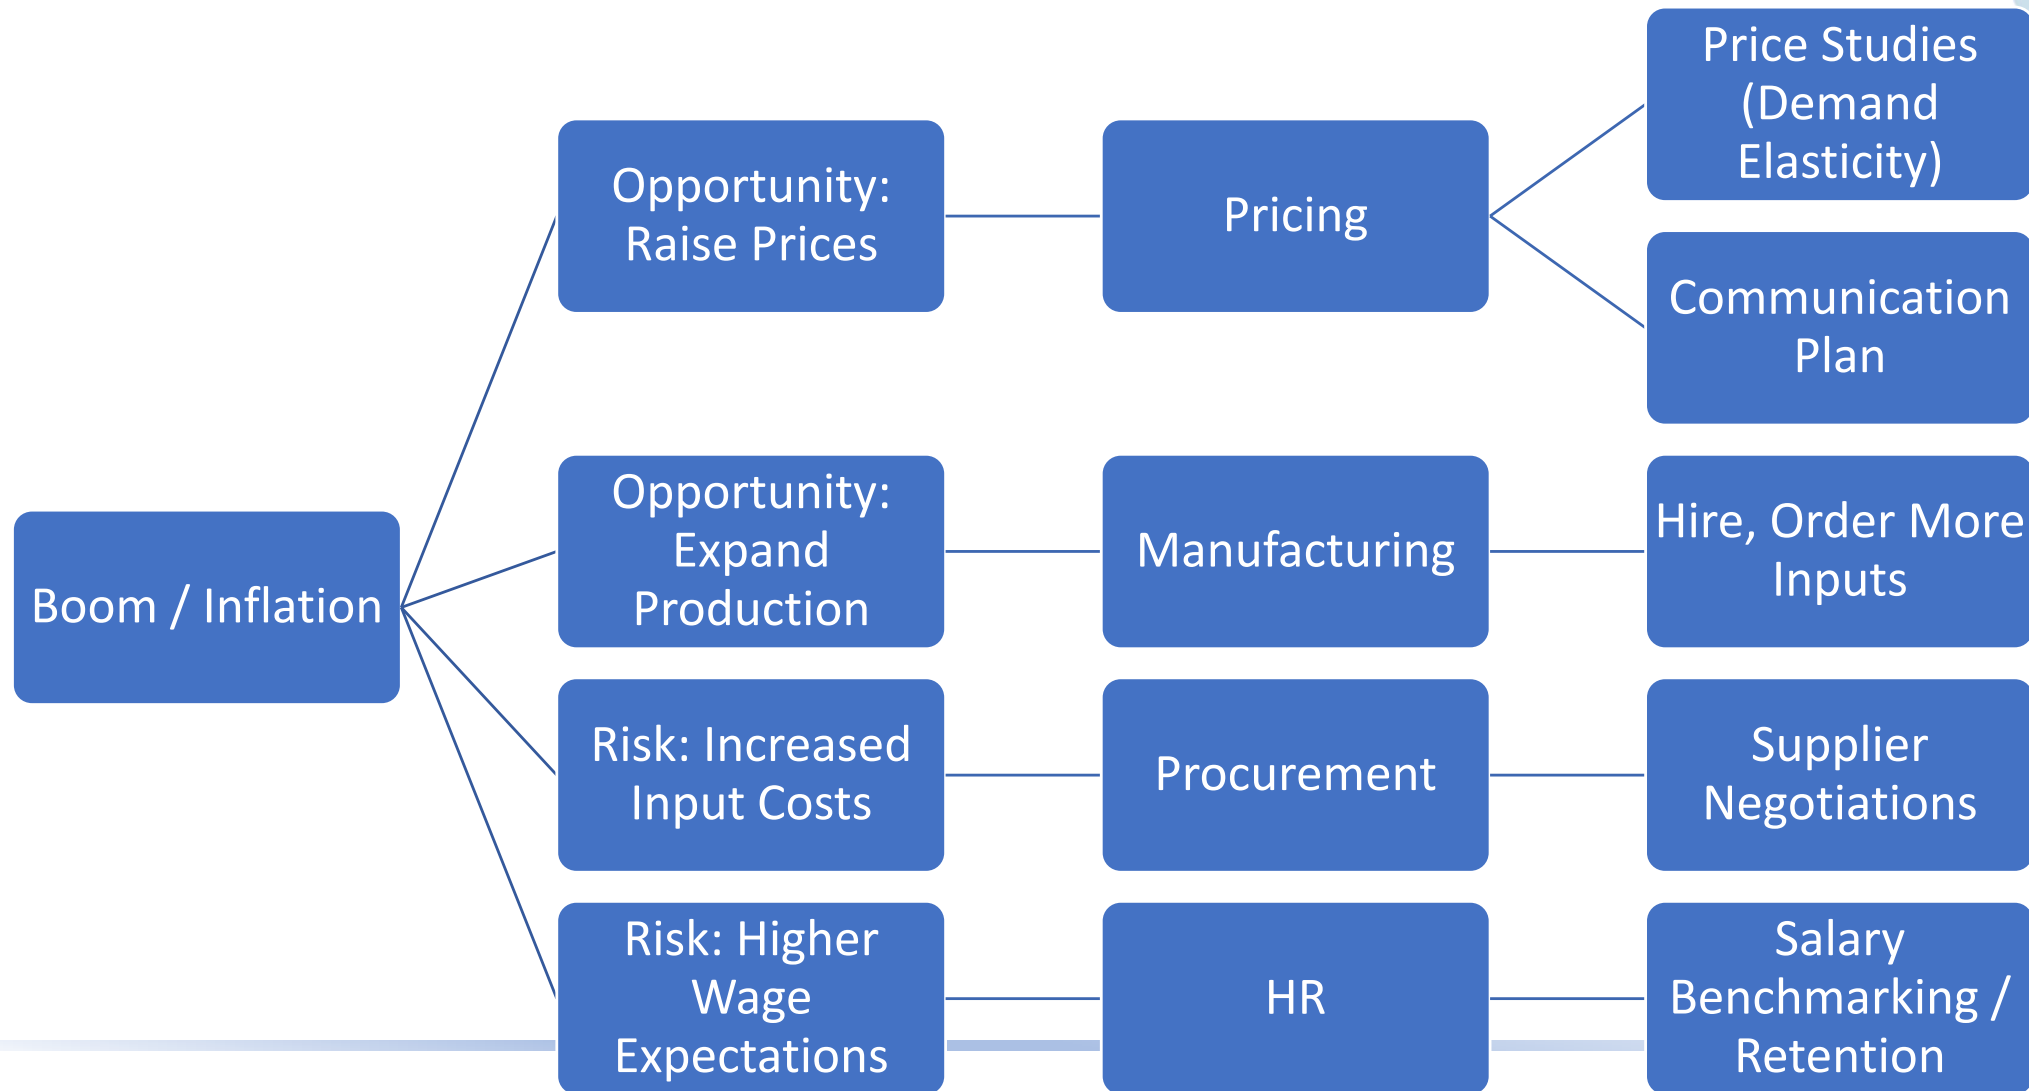 Boom / Inflation
Opportunity:
Raise Prices
Pricing
Price Studies
(Demand
Elasticity)
Communication
Plan
Opportunity:
Expand
Production
Manufacturing
Hire, Order More
Inputs
Risk: Increased
Input Costs
Procurement
Supplier
Negotiations
Risk: Higher
Wage
Expectations
HR
Salary
Benchmarking /
Retention